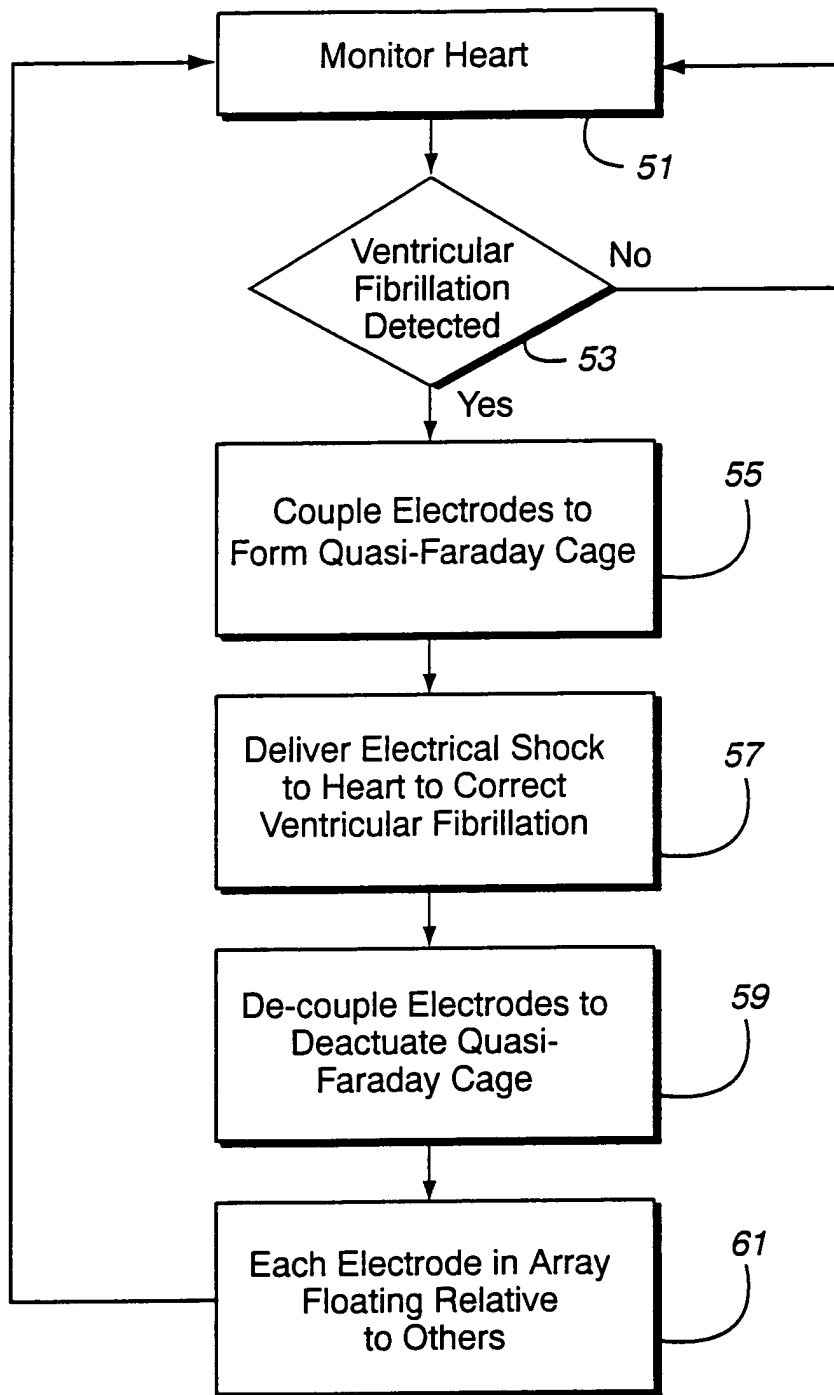 Monitor Heart
51
Ventricular
Fibrillation
Detected
No
53
Yes
55
Couple Electrodes to
Form Quasi-Faraday Cage
Deliver Electrical Shock
to Heart to Correct
Ventricular Fibrillation
57
De-couple Electrodes to
Deactuate Quasi-
Faraday Cage
59
Each Electrode in Array
Floating Relative
to Others
61